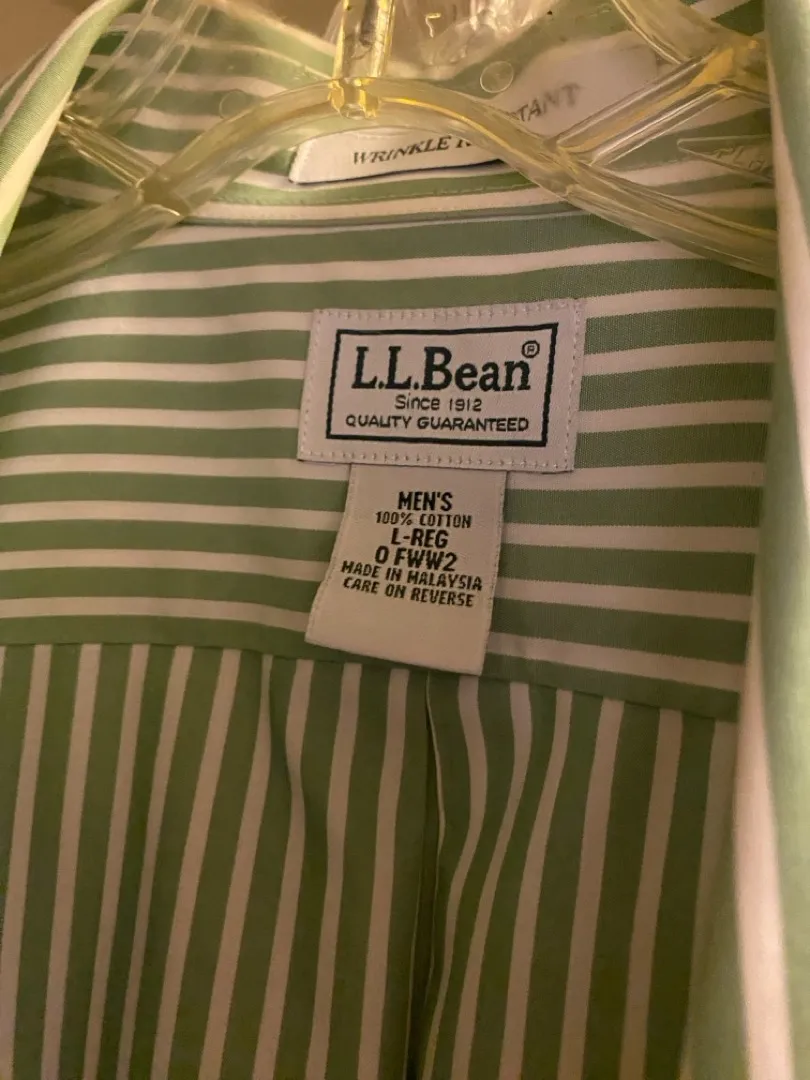 WRINKLE
L.L.Bean®
Since 1912
QUALITY GUARANTEED
MEN'S
100% COTTON
L-REG
0 FWW2
MADE IN MALAYSIA
CARE ON REVERSE